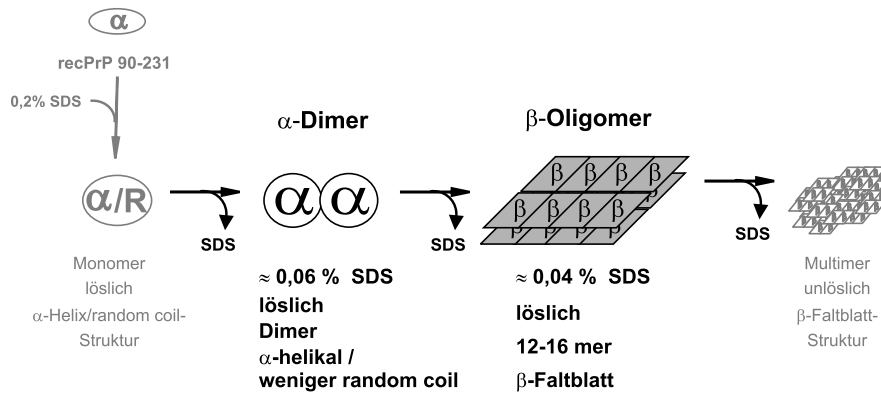 α
recPrP 90-231
0,2% SDS
α-Dimer
β-Oligomer
α/R
α α
β β β β
β β β β
β β β β
SDS
SDS
SDS
Monomer
löslich
α-Helix/random coil-
Struktur
≈ 0,06 % SDS
löslich
Dimer
α-helikal /
weniger random coil
≈ 0,04 % SDS
löslich
12-16 mer
β-Faltblatt
Multimer
unlöslich
β-Faltblatt-
Struktur